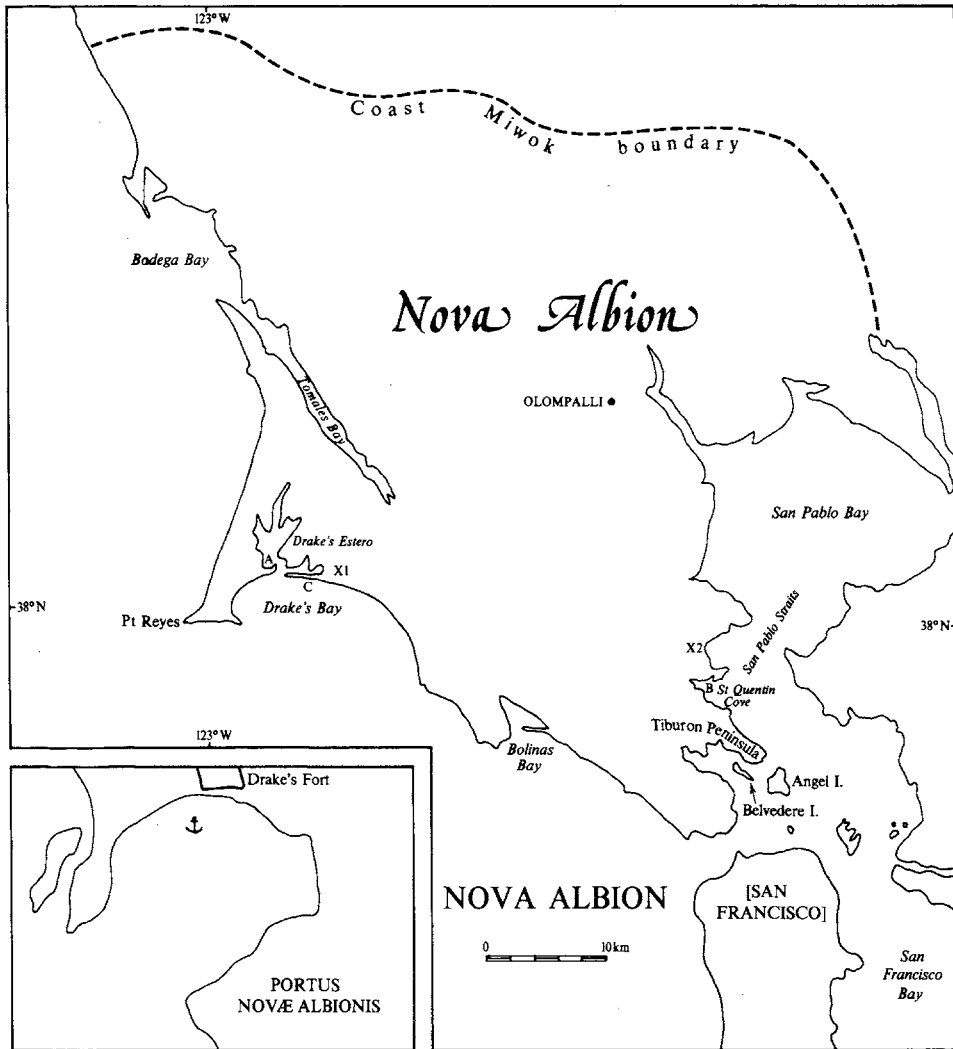 123° W
Coast Miwok boundary
Bodega Bay
Nova Albion
Tomales Bay
OLOMPALLI
San Pablo Bay
Drake's Estero
A
X1
C
Drake's Bay
38° N
Pt Reyes
38° N
San Pablo Straits
X2
B St Quentin
Cove
Tiburon Peninsula
Bolinas
Bay
123° W
Angel I.
Belvedere I.
Drake's Fort
NOVA ALBION
[SAN
FRANCISCO]
0 10km
San
Francisco
Bay
PORTUS
NOVÆ ALBIONIS